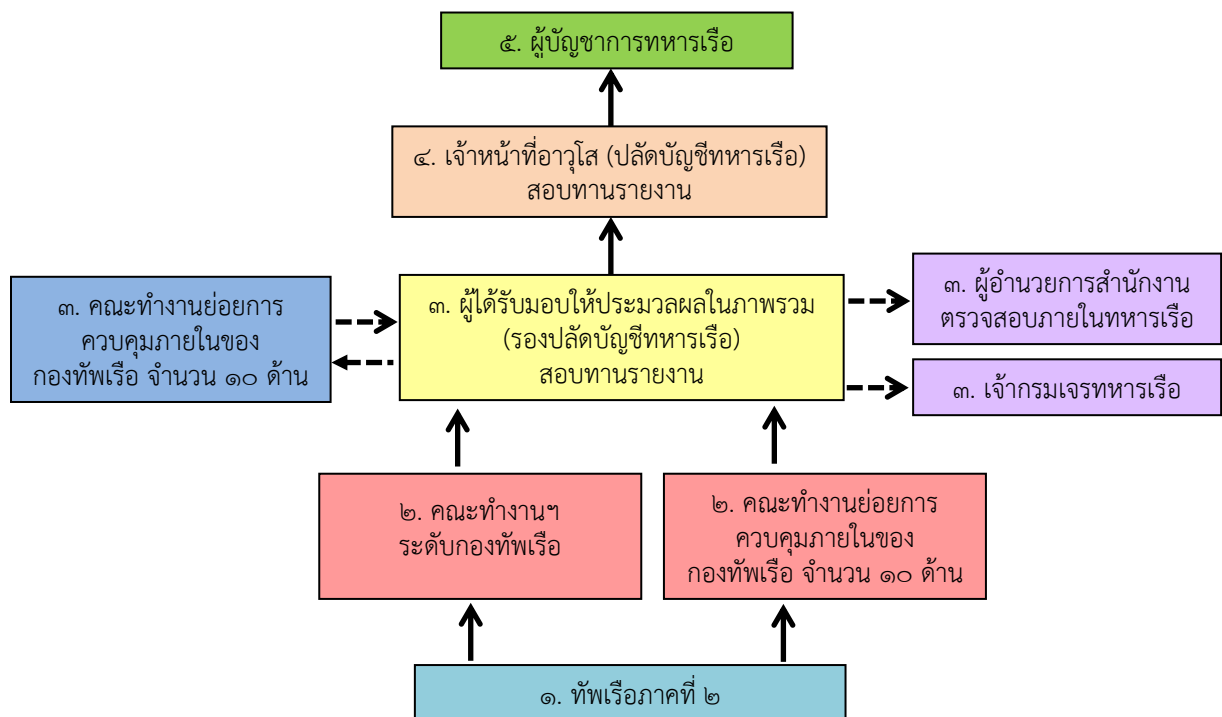 ๕. ผู้บัญชาการทหารเรือ
๔. เจ้าหน้าที่อาวุโส (ปลัดบัญชีทหารเรือ)
สอบทานรายงาน
๓. คณะทำงานย่อยการ
ควบคุมภายในของ
กองทัพเรือ จำนวน ๑๐ ด้าน
๓. ผู้ได้รับมอบให้ประมวลผลในภาพรวม
(รองปลัดบัญชีทหารเรือ)
สอบทานรายงาน
๓. ผู้อำนวยการสำนักงาน
ตรวจสอบภายในทหารเรือ
๓. เจ้ากรมเจรทหารเรือ
๒. คณะทำงานฯ
ระดับกองทัพเรือ
๒. คณะทำงานย่อยการ
ควบคุมภายในของ
กองทัพเรือ จำนวน ๑๐ ด้าน
๑. ทัพเรือภาคที่ ๒